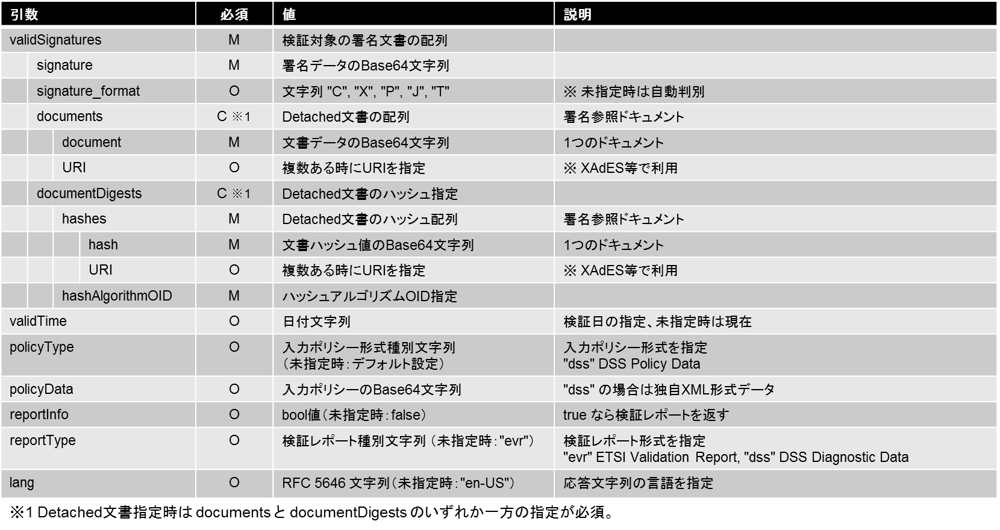 引数 必須 値 説明
validSignatures M 検証対象の署名文書の配列
signature M 署名データのBase64文字列
signature_format O 文字列 "C", "X", "P", "J", "T" ※ 未指定時は自動判別
documents C ※1 Detached文書の配列 署名参照ドキュメント
document M 文書データのBase64文字列 1つのドキュメント
URI O 複数ある時にURIを指定 ※ XAdES等で利用
documentDigests C ※1 Detached文書のハッシュ指定
hashes M Detached文書のハッシュ配列 署名参照ドキュメント
hash M 文書ハッシュ値のBase64文字列 1つのドキュメント
URI O 複数ある時にURIを指定 ※ XAdES等で利用
hashAlgorithmOID M ハッシュアルゴリズムOID指定
validTime O 日付文字列 検証日の指定、未指定時は現在
policyType O 入力ポリシー形式種別文字列 入力ポリシー形式を指定
（未指定時：デフォルト設定） "dss" DSS Policy Data
policyData O 入力ポリシーのBase64文字列 "dss" の場合は独自XML形式データ
reportInfo O bool値（未指定時：false） true なら検証レポートを返す
reportType O 検証レポート種別文字列 （未指定時："evr"） 検証レポート形式を指定
"evr" ETSI Validation Report, "dss" DSS Diagnostic Data
lang O RFC 5646 文字列（未指定時："en-US"） 応答文字列の言語を指定
※1 Detached文書指定時は documents と documentDigests のいずれか一方の指定が必須。